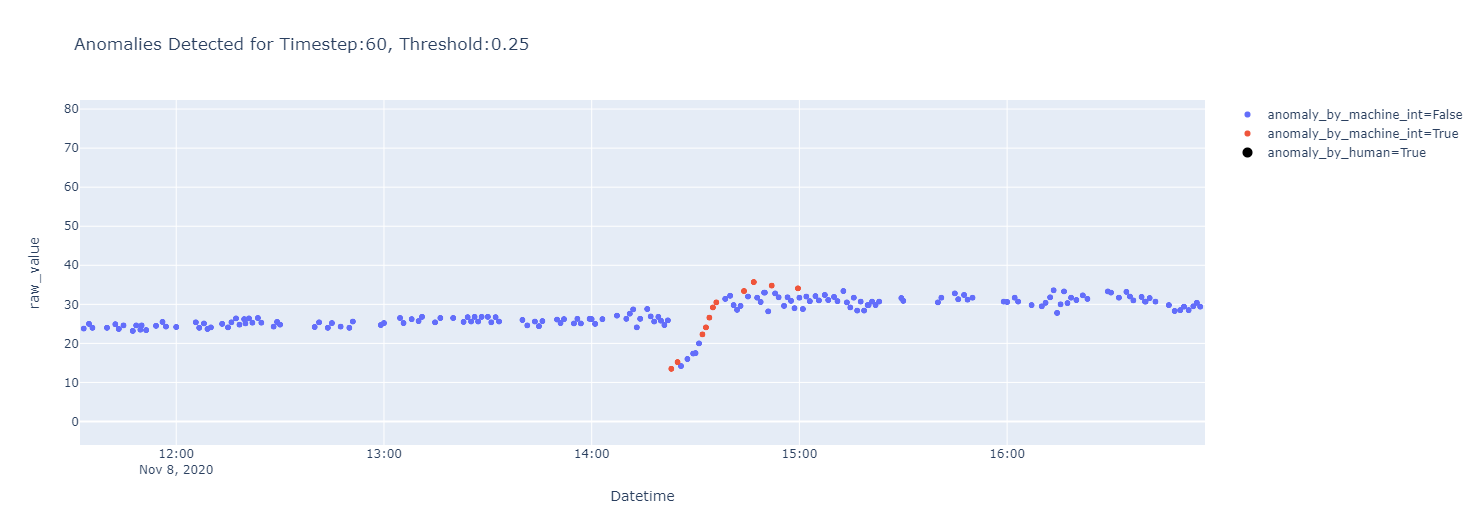 Anomalies Detected for Timestep:60, Threshold:0.25
anomaly_by_machine_int=False
anomaly_by_machine_int=True
anomaly_by_human=True
raw_value
80
70
60
50
40
30
20
10
0
12:00
Nov 8, 2020
13:00
14:00
15:00
16:00
Datetime